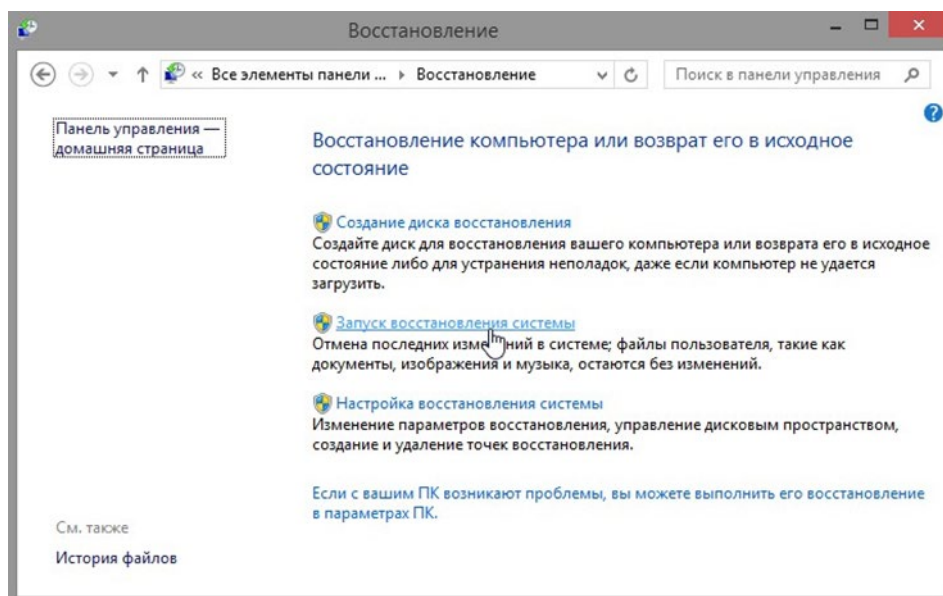 Восстановление
« Все элементы панели ... ▸ Восстановление
Поиск в панели управления
Панель управления —
домашняя страница
Восстановление компьютера или возврат его в исходное
состояние
Создание диска восстановления
Создайте диск для восстановления вашего компьютера или возврата его в исходное
состояние либо для устранения неполадок, даже если компьютер не удается
загрузить.
Запуск восстановления системы
Отмена последних изменений в системе; файлы пользователя, такие как
документы, изображения и музыка, остаются без изменений.
Настройка восстановления системы
Изменение параметров восстановления, управление дисковым пространством,
создание и удаление точек восстановления.
Если с вашим ПК возникают проблемы, вы можете выполнить его восстановление
в параметрах ПК.
См. также
История файлов